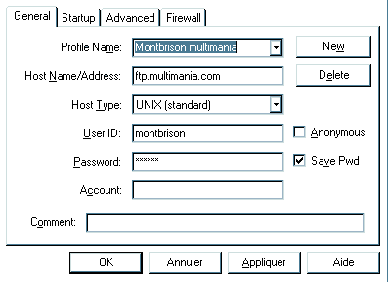 General Startup Advanced Firewall
Profile Name: Montbrison multimania New
Host Name/Address: ftp.multimania.com Delete
Host Type: UNIX (standard)
User ID: montbrison Anonymous
Password: ****** Save Pwd
Account:
Comment:
OK Annuer Appliquer Aide